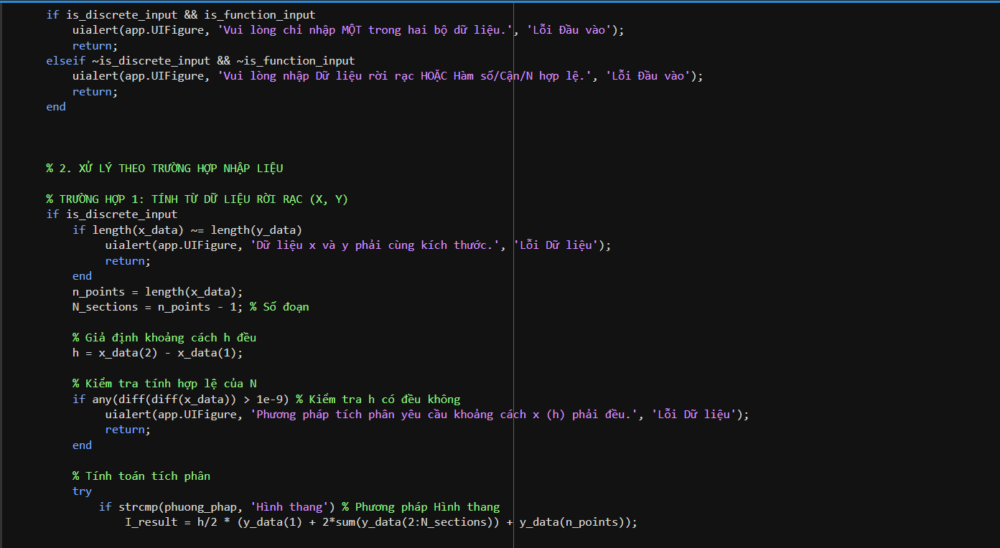 if is_discrete_input && is_function_input
uialert(app.UIFigure, 'Vui lòng chỉ nhập MỘT trong hai bộ dữ liệu.', 'Lỗi Đầu vào');
return;
elseif ~is_discrete_input && ~is_function_input
uialert(app.UIFigure, 'Vui lòng nhập Dữ liệu rời rạc HOẶC Hàm số/Cận/N hợp lệ.', 'Lỗi Đầu vào');
return;
end
% 2. XỬ LÝ THEO TRƯỜNG HỢP NHẬP LIỆU
% TRƯỜNG HỢP 1: TÍNH TỪ DỮ LIỆU RỜI RẠC (X, Y)
if is_discrete_input
if length(x_data) ~= length(y_data)
uialert(app.UIFigure, 'Dữ liệu x và y phải cùng kích thước.', 'Lỗi Dữ liệu');
return;
end
n_points = length(x_data);
N_sections = n_points - 1; % Số đoạn
% Giả định khoảng cách h đều
h = x_data(2) - x_data(1);
% Kiểm tra tính hợp lệ của N
if any(diff(diff(x_data)) > 1e-9) % Kiểm tra h có đều không
uialert(app.UIFigure, 'Phương pháp tích phân yêu cầu khoảng cách x (h) phải đều.', 'Lỗi Dữ liệu');
return;
end
% Tính toán tích phân
try
if strcmp(phuong_phap, 'Hình thang') % Phương pháp Hình thang
I_result = h/2 * (y_data(1) + 2*sum(y_data(2:N_sections)) + y_data(n_points));